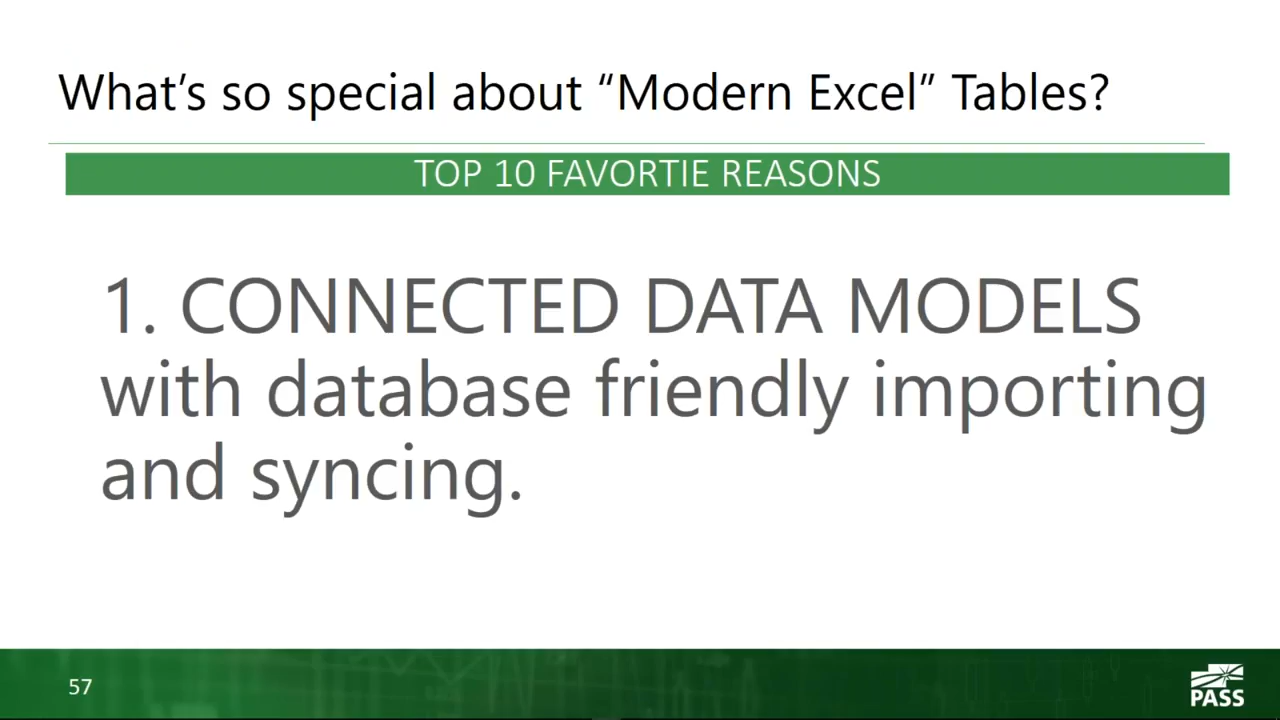 What’s so special about “Modern Excel” Tables?
TOP 10 FAVORTIE REASONS
1. CONNECTED DATA MODELS
with database friendly importing
and syncing.
57
PASS